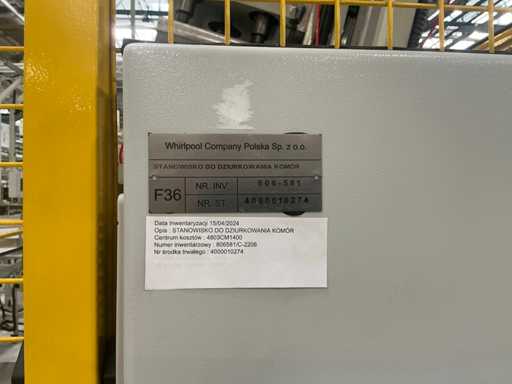 Whirlpool Company Polska Sp. z o.o.
STANOWISKO DO DZIURKOWANIA KOMÓR
F36
NR. INV. 806-581
NR. ST. 4000010274
Data Inwentaryzacji 15/04/2024
Opis : STANOWISKO DO DZIURKOWANIA KOMÓR
Centrum kosztów : 4803CM1400
Numer inwentarzowy : 806581/C-2206
Nr środka trwałego : 4000010274